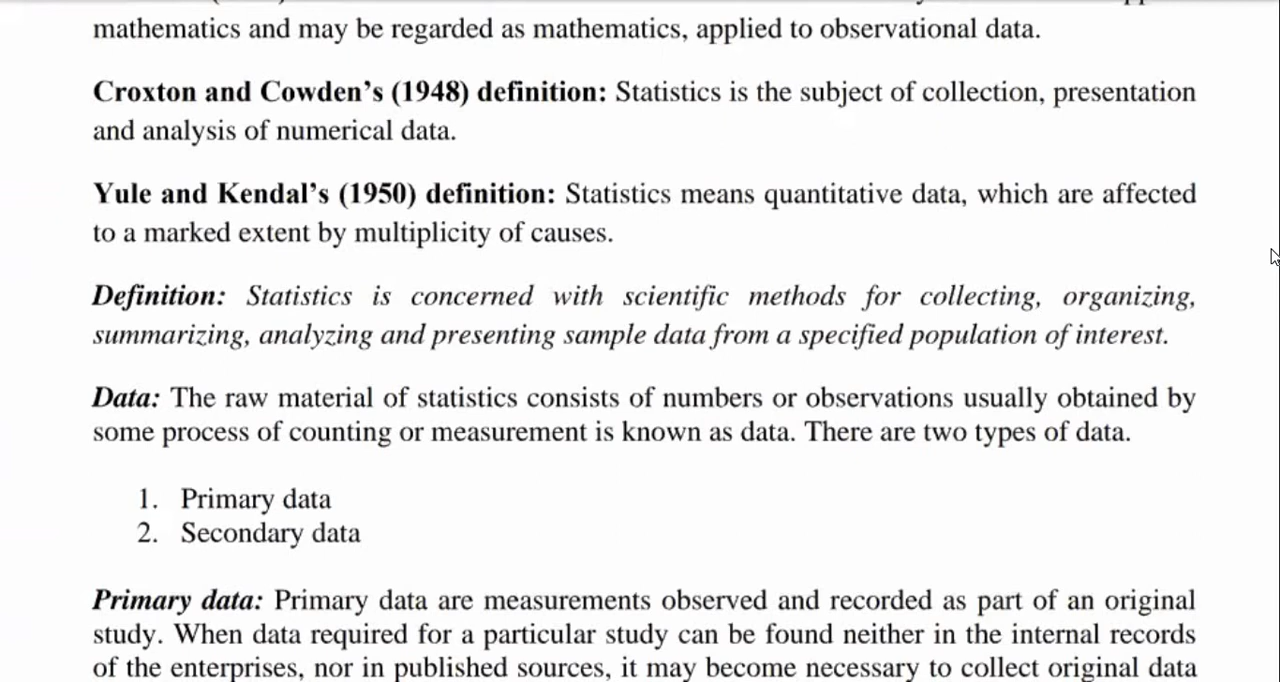 mathematics and may be regarded as mathematics, applied to observational data.
Croxton and Cowden’s (1948) definition: Statistics is the subject of collection, presentation
and analysis of numerical data.
Yule and Kendal’s (1950) definition: Statistics means quantitative data, which are affected
to a marked extent by multiplicity of causes.
Definition: Statistics is concerned with scientific methods for collecting, organizing,
summarizing, analyzing and presenting sample data from a specified population of interest.
Data: The raw material of statistics consists of numbers or observations usually obtained by
some process of counting or measurement is known as data. There are two types of data.
1. Primary data
2. Secondary data
Primary data: Primary data are measurements observed and recorded as part of an original
study. When data required for a particular study can be found neither in the internal records
of the enterprises, nor in published sources, it may become necessary to collect original data